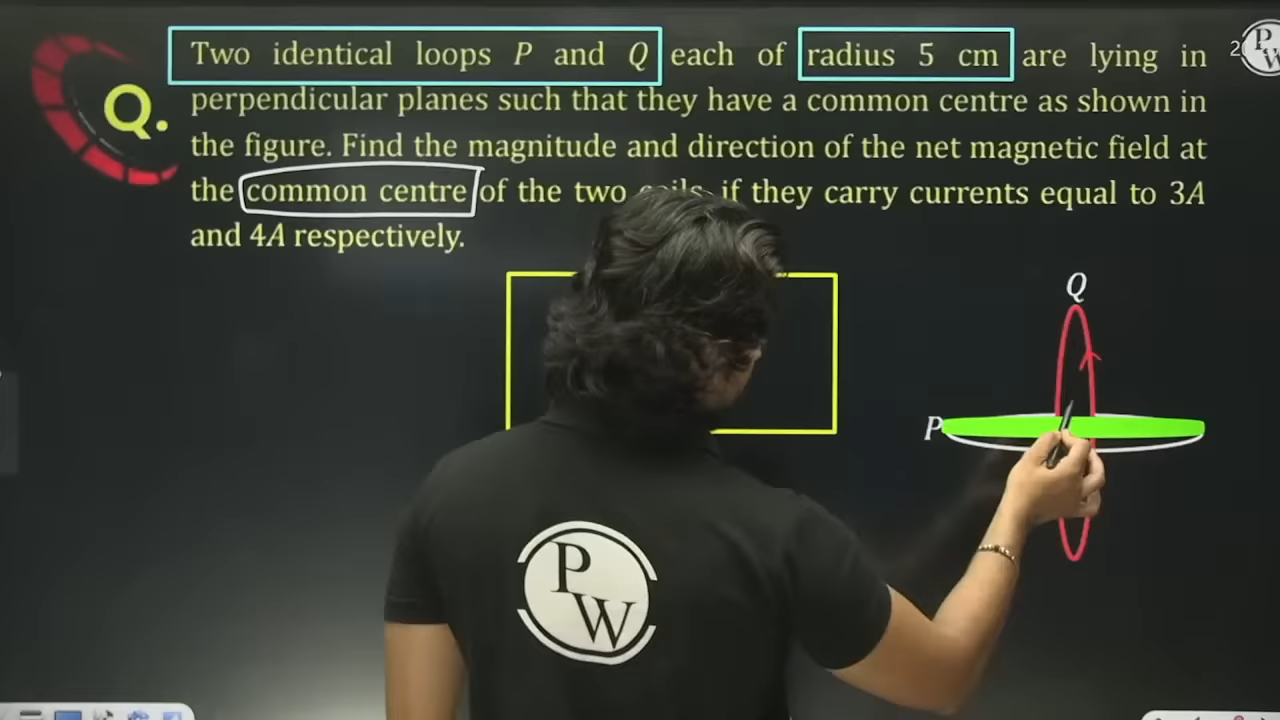 Two identical loops P and Q each of radius 5 cm are lying in
Q. perpendicular planes such that they have a common centre as shown in
the figure. Find the magnitude and direction of the net magnetic field at
the common centre of the two coils, if they carry currents equal to 3A
and 4A respectively.
Q
P
P
W
P
W
2